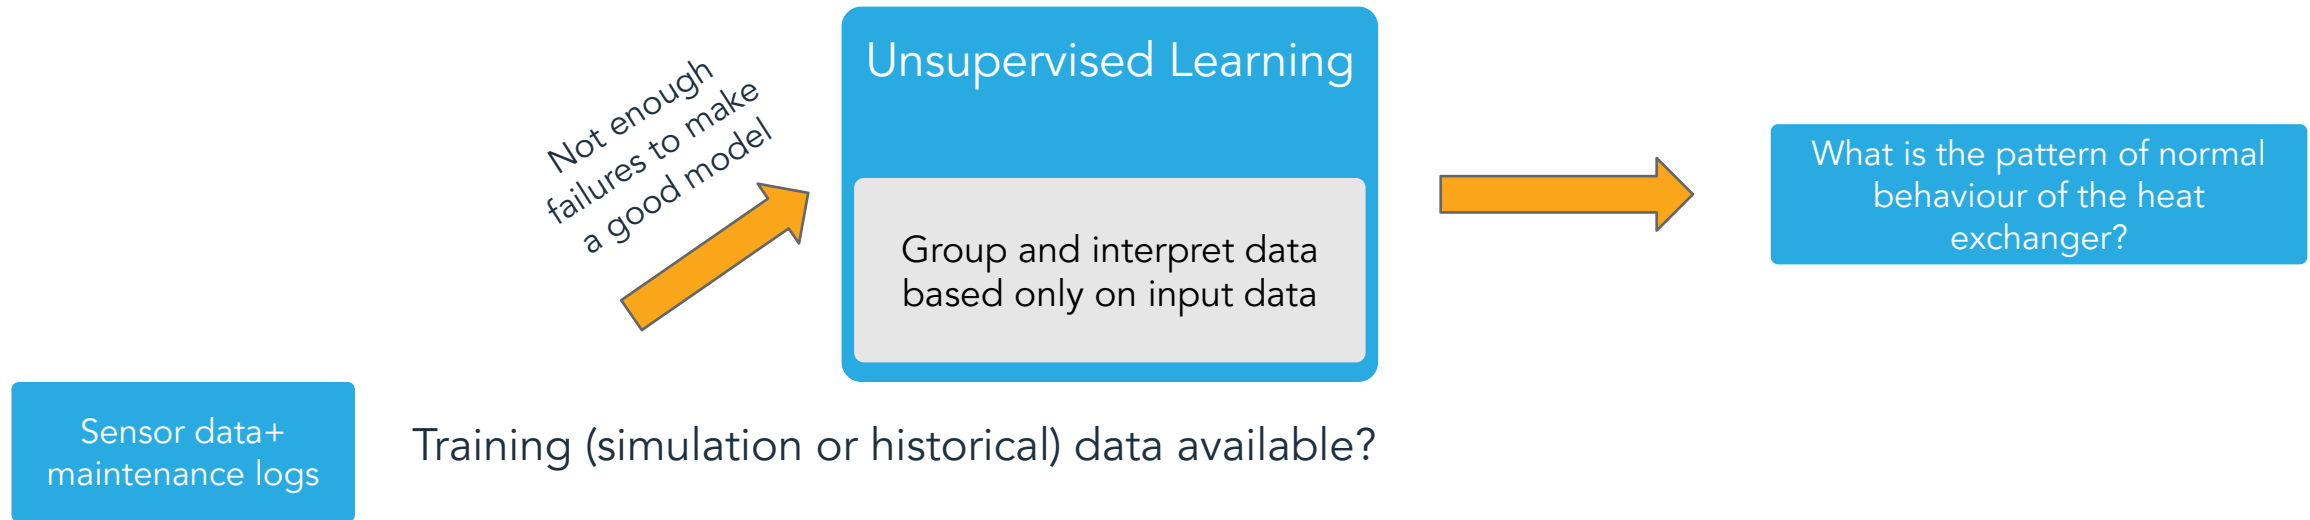 Not enough
failures to make
a good model
Unsupervised Learning
Group and interpret data
based only on input data
What is the pattern of normal
behaviour of the heat
exchanger?
Sensor data+
maintenance logs
Training (simulation or historical) data available?